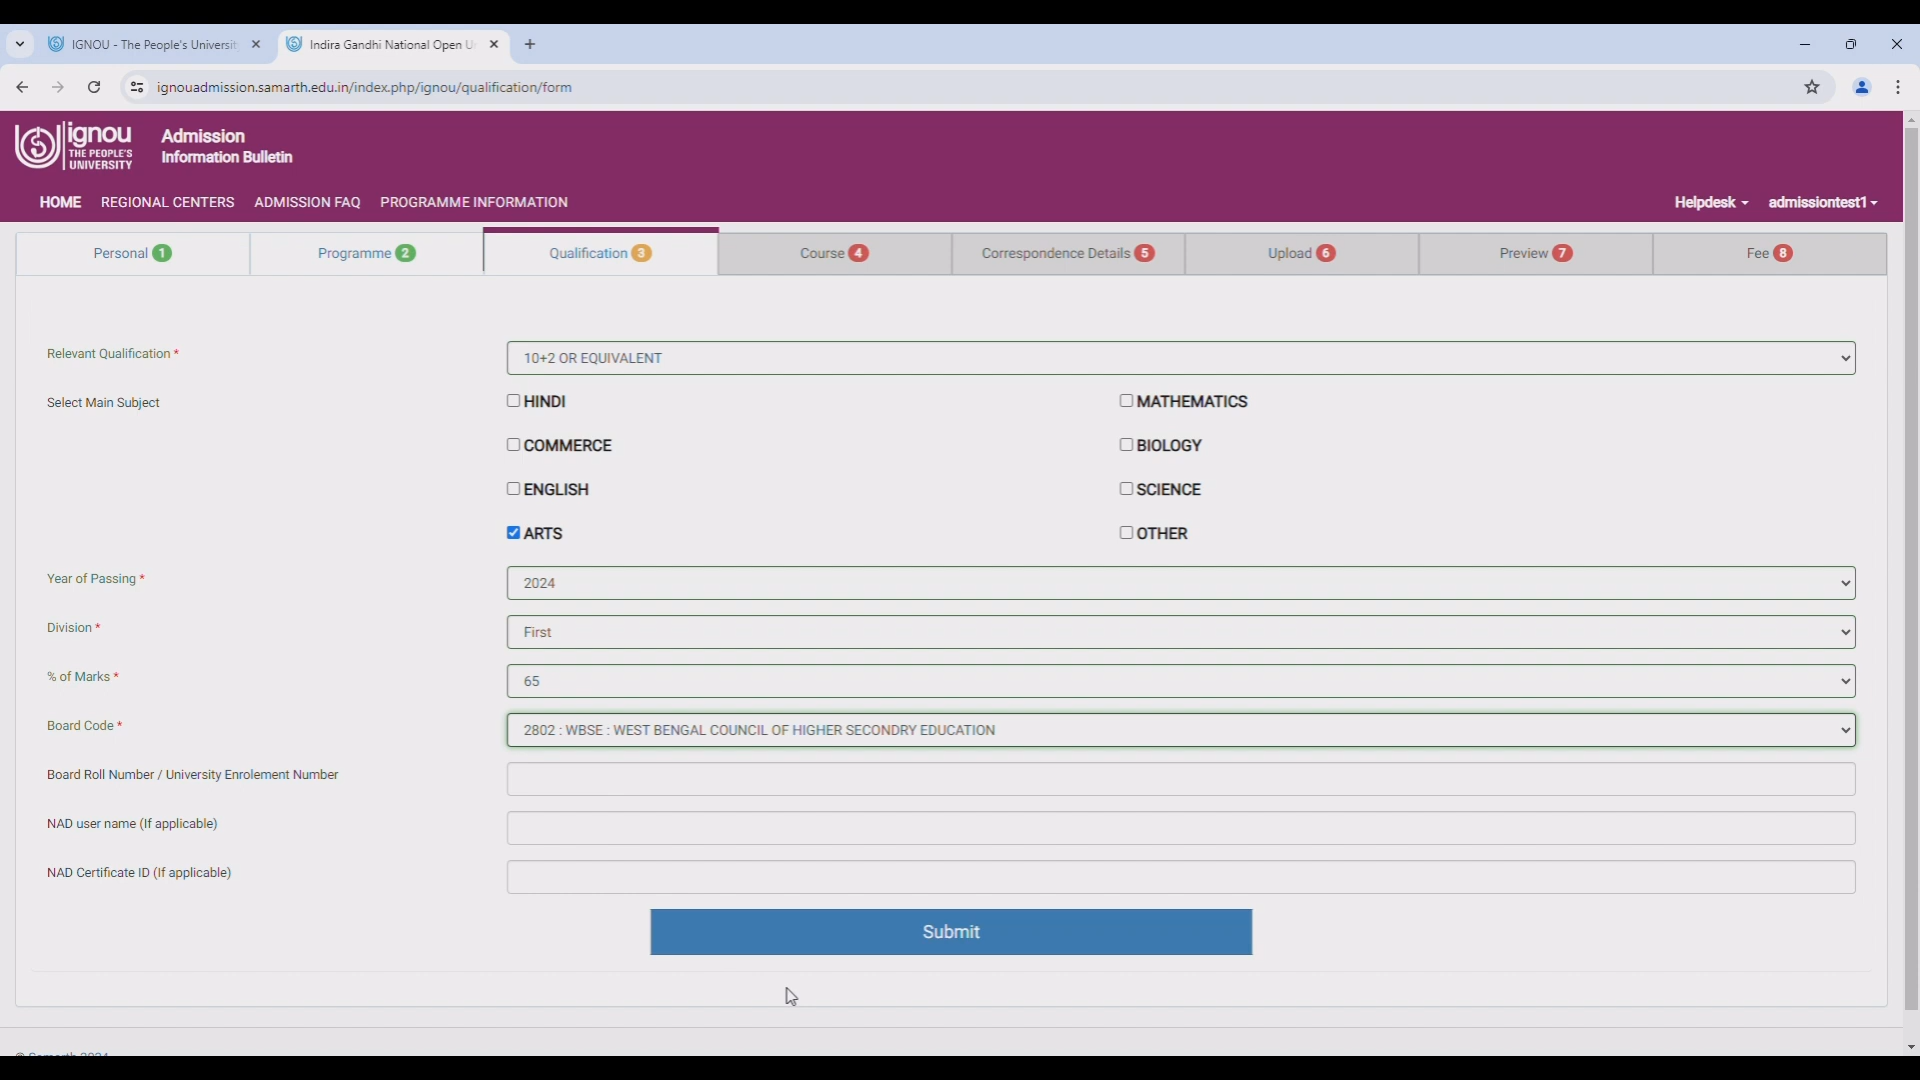 IGNOU - The People's Universit
Indira Gandhi National Open U
ignouadmission.samarth.edu.in/index.php/ignou/qualification/form
ignou
THE PEOPLE'S
UNIVERSITY
Admission
Information Bulletin
HOME REGIONAL CENTERS ADMISSION FAQ PROGRAMME INFORMATION Helpdesk admissiontest1
Personal 1 Programme 2 Qualification 3 Course 4 Correspondence Details 5 Upload 6 Preview 7 Fee 8
Relevant Qualification * 10+2 OR EQUIVALENT
Select Main Subject HINDI MATHEMATICS
COMMERCE BIOLOGY
ENGLISH SCIENCE
ARTS OTHER
Year of Passing * 2024
Division * First
% of Marks * 65
Board Code * 2802 : WBSE : WEST BENGAL COUNCIL OF HIGHER SECONDRY EDUCATION
Board Roll Number / University Enrolement Number
NAD user name (If applicable)
NAD Certificate ID (If applicable)
Submit
© Samarth 2024